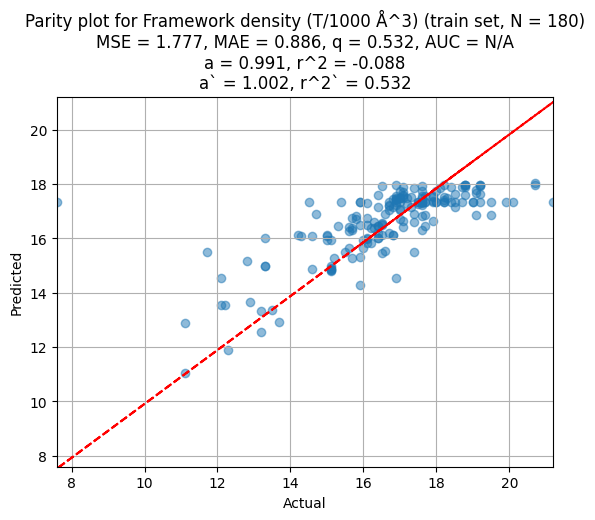 Parity plot for Framework density (T/1000 Å^3) (train set, N = 180)
MSE = 1.777, MAE = 0.886, q = 0.532, AUC = N/A
a = 0.991, r^2 = -0.088
a` = 1.002, r^2` = 0.532
20
18
16
14
12
10
8
Predicted
8 10 12 14 16 18 20
Actual